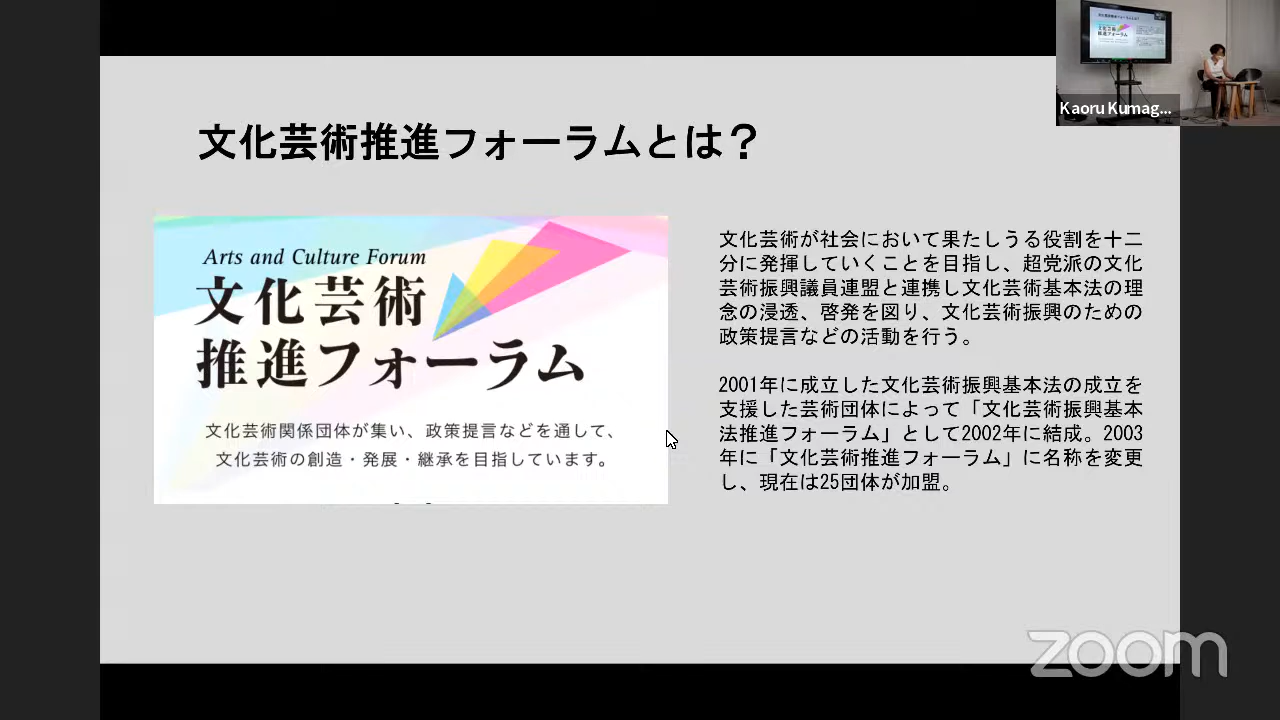 文化芸術推進フォーラムとは？
Kaoru Kumag...
Arts and Culture Forum
文化芸術
推進フォーラム
文化芸術関係団体が集い、政策提言などを通して、
文化芸術の創造・発展・継承を目指しています。
文化芸術が社会において果たしうる役割を十二
分に発揮していくことを目指し、超党派の文化
芸術振興議員連盟と連携し文化芸術基本法の理
念の浸透、啓発を図り、文化芸術振興のための
政策提言などの活動を行う。
2001年に成立した文化芸術振興基本法の成立を
支援した芸術団体によって「文化芸術振興基本
法推進フォーラム」として2002年に結成。2003
年に「文化芸術推進フォーラム」に名称を変更
し、現在は25団体が加盟。
zoom